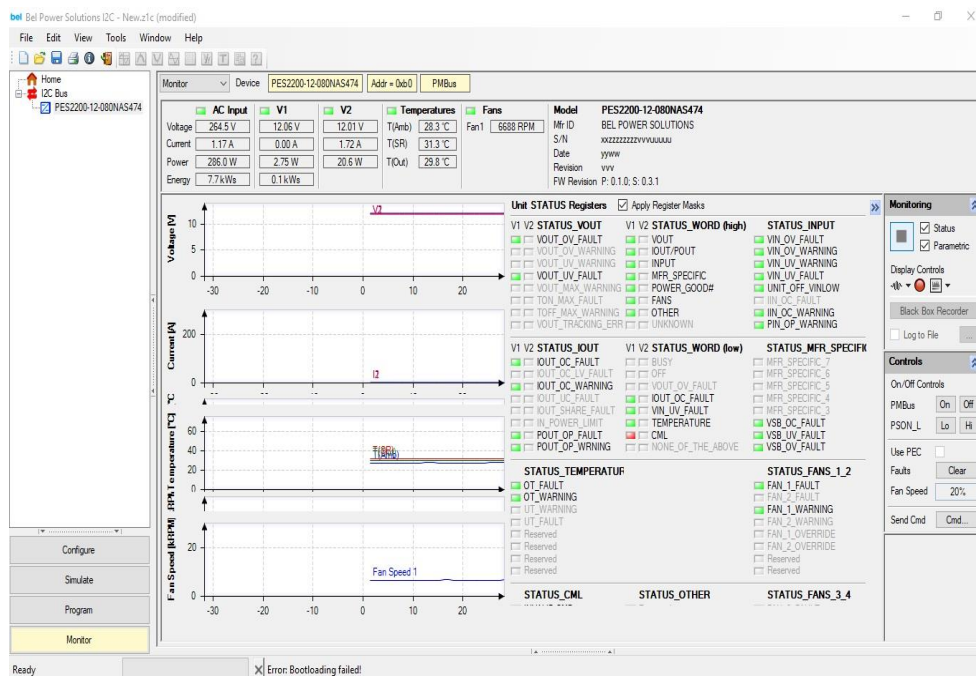 bel Bel Power Solutions I2C - New.z1c (modified)
File Edit View Tools Window Help
Home
I2C Bus
PES2200-12-080NAS474
Monitor Device PES2200-12-080NAS474 Addr = 0xb0 PMBus
AC Input V1 V2 Temperatures Fans
Voltage 264.5 V 12.06 V 12.01 V T(Amb) 28.3 °C Fan1 6688 RPM
Current 1.17 A 0.00 A 1.72 A T(SR) 31.3 °C
Power 286.0 W 2.75 W 20.6 W T(Out) 29.8 °C
Energy 7.7 kWs 0.1 kWs
Model PES2200-12-080NAS474
Mfr ID BEL POWER SOLUTIONS
S/N
Date yyww
Revision vvv
FW Revision P: 0.1.0; S: 0.3.1
Voltage [V]
10
5
0
V2
-30 -20 -10 0 10 20
Current [A]
200
0
I2
Temperature [°C]
60
40
20
0
T(Amb)
Fan Speed [kRPM]
20
0
Fan Speed 1
-30 -20 -10 0 10 20
Unit STATUS Registers Apply Register Masks
V1 V2 STATUS_VOUT
VOUT_OV_FAULT
VOUT_OV_WARNING
VOUT_UV_WARNING
VOUT_UV_FAULT
VOUT_MAX_WARNING
TON_MAX_FAULT
TOFF_MAX_WARNING
VOUT_TRACKING_ERR
V1 V2 STATUS_WORD (high)
VOUT
IOUT/POUT
INPUT
MFR_SPECIFIC
POWER_GOOD#
FANS
OTHER
UNKNOWN
STATUS_INPUT
VIN_OV_FAULT
VIN_OV_WARNING
VIN_UV_WARNING
VIN_UV_FAULT
UNIT_OFF_VINLOW
IIN_OC_FAULT
IIN_OC_WARNING
PIN_OP_WARNING
V1 V2 STATUS_IOUT
IOUT_OC_FAULT
IOUT_OC_LV_FAULT
IOUT_OC_WARNING
IOUT_UC_FAULT
IOUT_SHARE_FAULT
IN_POWER_LIMIT
POUT_OP_FAULT
POUT_OP_WRNING
V1 V2 STATUS_WORD (low)
BUSY
OFF
VOUT_OV_FAULT
IOUT_OC_FAULT
VIN_UV_FAULT
TEMPERATURE
CML
NONE_OF_THE_ABOVE
STATUS_MFR_SPECIFIC
MFR_SPECIFIC_7
MFR_SPECIFIC_6
MFR_SPECIFIC_5
MFR_SPECIFIC_4
MFR_SPECIFIC_3
VSB_OC_FAULT
VSB_UV_FAULT
VSB_OV_FAULT
STATUS_TEMPERATUR
OT_FAULT
OT_WARNING
UT_WARNING
UT_FAULT
Reserved
Reserved
Reserved
Reserved
STATUS_FANS_1_2
FAN_1_FAULT
FAN_2_FAULT
FAN_1_WARNING
FAN_2_WARNING
FAN_1_OVERRIDE
FAN_2_OVERRIDE
Reserved
Reserved
STATUS_CML STATUS_OTHER STATUS_FANS_3_4
Monitoring
Status
Parametric
Display Controls
Black Box Recorder
Log to File ...
Controls
On/Off Controls
PMBus On Off
PSON_L Lo Hi
Use PEC
Faults Clear
Fan Speed 20%
Send Cmd Cmd...
Configure
Simulate
Program
Monitor
Ready
Error: Bootloading failed!